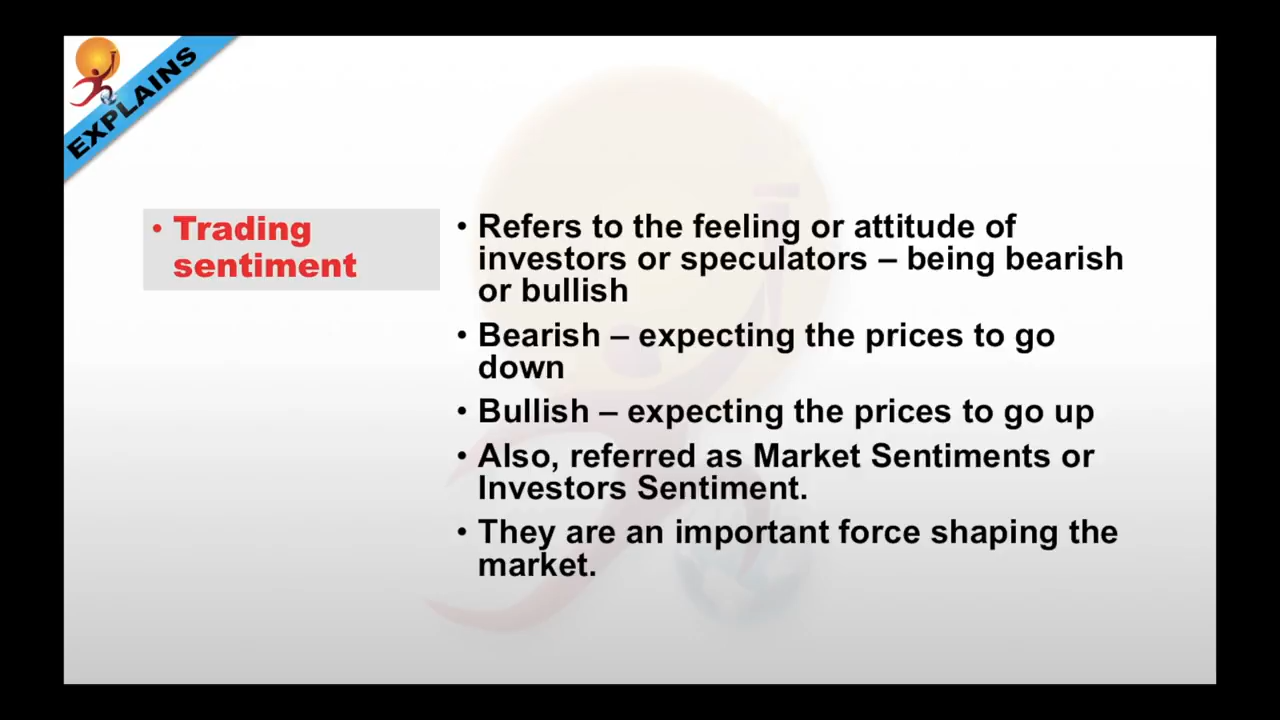 EXPLAINS
• Trading
sentiment
• Refers to the feeling or attitude of
investors or speculators – being bearish
or bullish
• Bearish – expecting the prices to go
down
• Bullish – expecting the prices to go up
• Also, referred as Market Sentiments or
Investors Sentiment.
• They are an important force shaping the
market.